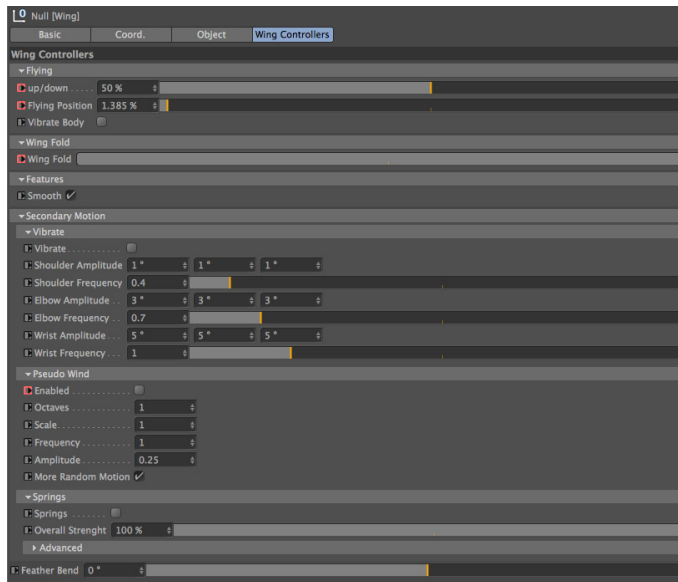 0 Null [Wing]
Basic Coord. Object Wing Controllers
Wing Controllers
Flying
up/down 50 %
Flying Position 1.385 %
Vibrate Body
Wing Fold
Wing Fold
Features
Smooth
Secondary Motion
Vibrate
Vibrate
Shoulder Amplitude 1 ° 1 ° 1 °
Shoulder Frequency 0.4
Elbow Amplitude 3 ° 3 ° 3 °
Elbow Frequency 0.7
Wrist Amplitude 5 ° 5 ° 5 °
Wrist Frequency 1
Pseudo Wind
Enabled
Octaves 1
Scale 1
Frequency 1
Amplitude 0.25
More Random Motion
Springs
Springs
Overall Strenght 100 %
Advanced
Feather Bend 0 °